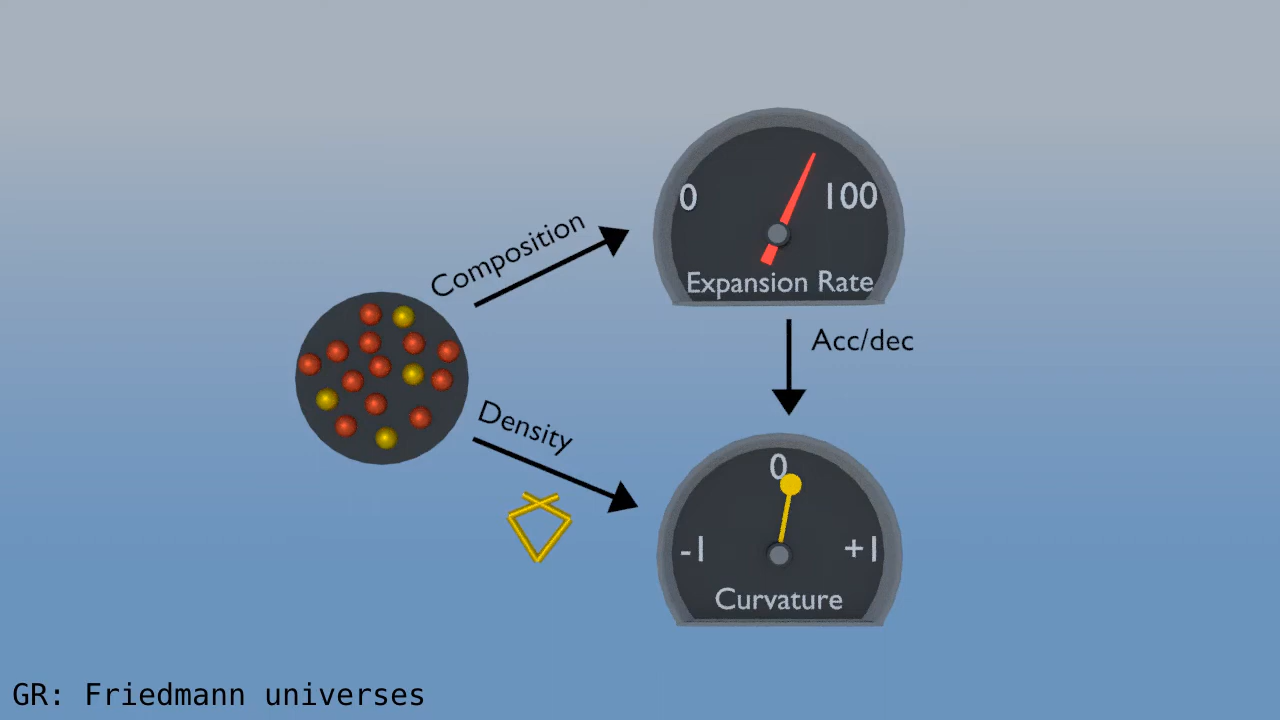 0
100
Expansion Rate
Composition
Acc/dec
Density
0
-1
+1
Curvature
GR: Friedmann universes